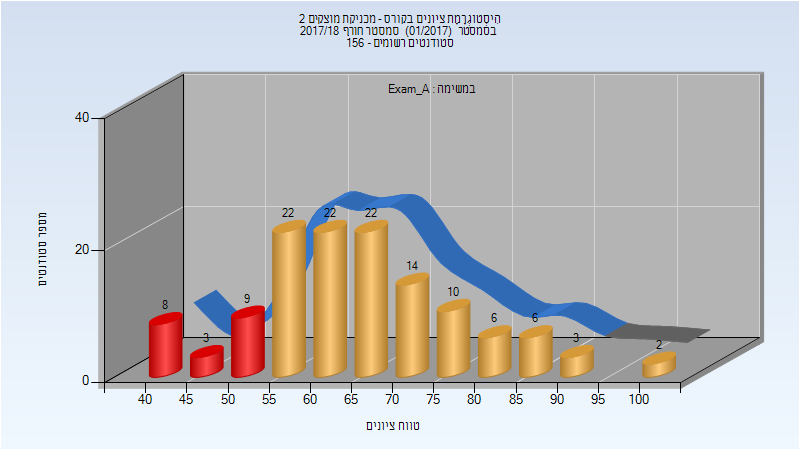 היסטוגרמת ציונים בקורס - מכניקת מוצקים 2
בסמסטר (01/2017) סמסטר חורף 2017/18
סטודנטים רשומים - 156
במשימה : Exam_A
מספר סטודנטים
40
20
0
8
3
9
22
22
22
14
10
6
6
3
2
40 45 50 55 60 65 70 75 80 85 90 95 100
טווח ציונים